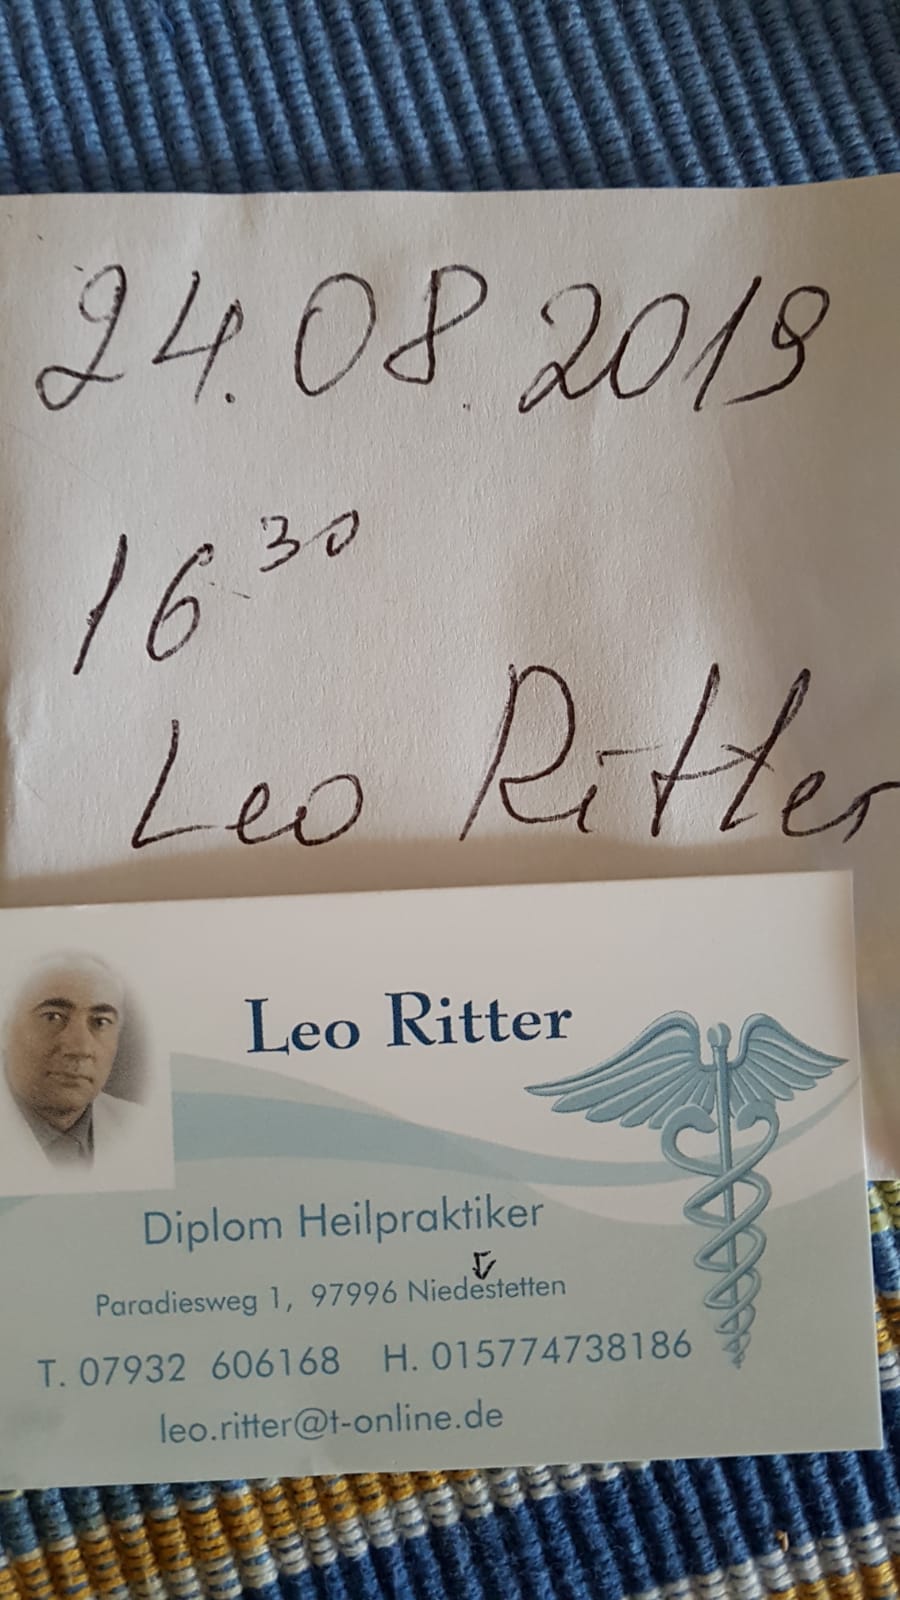 24.08.2019
16 30
Leo Ritter
Leo Ritter
Diplom Heilpraktiker
r
Paradiesweg 1, 97996 Niedestetten
T. 07932 606168 H. 015774738186
leo.ritter@t-online.de